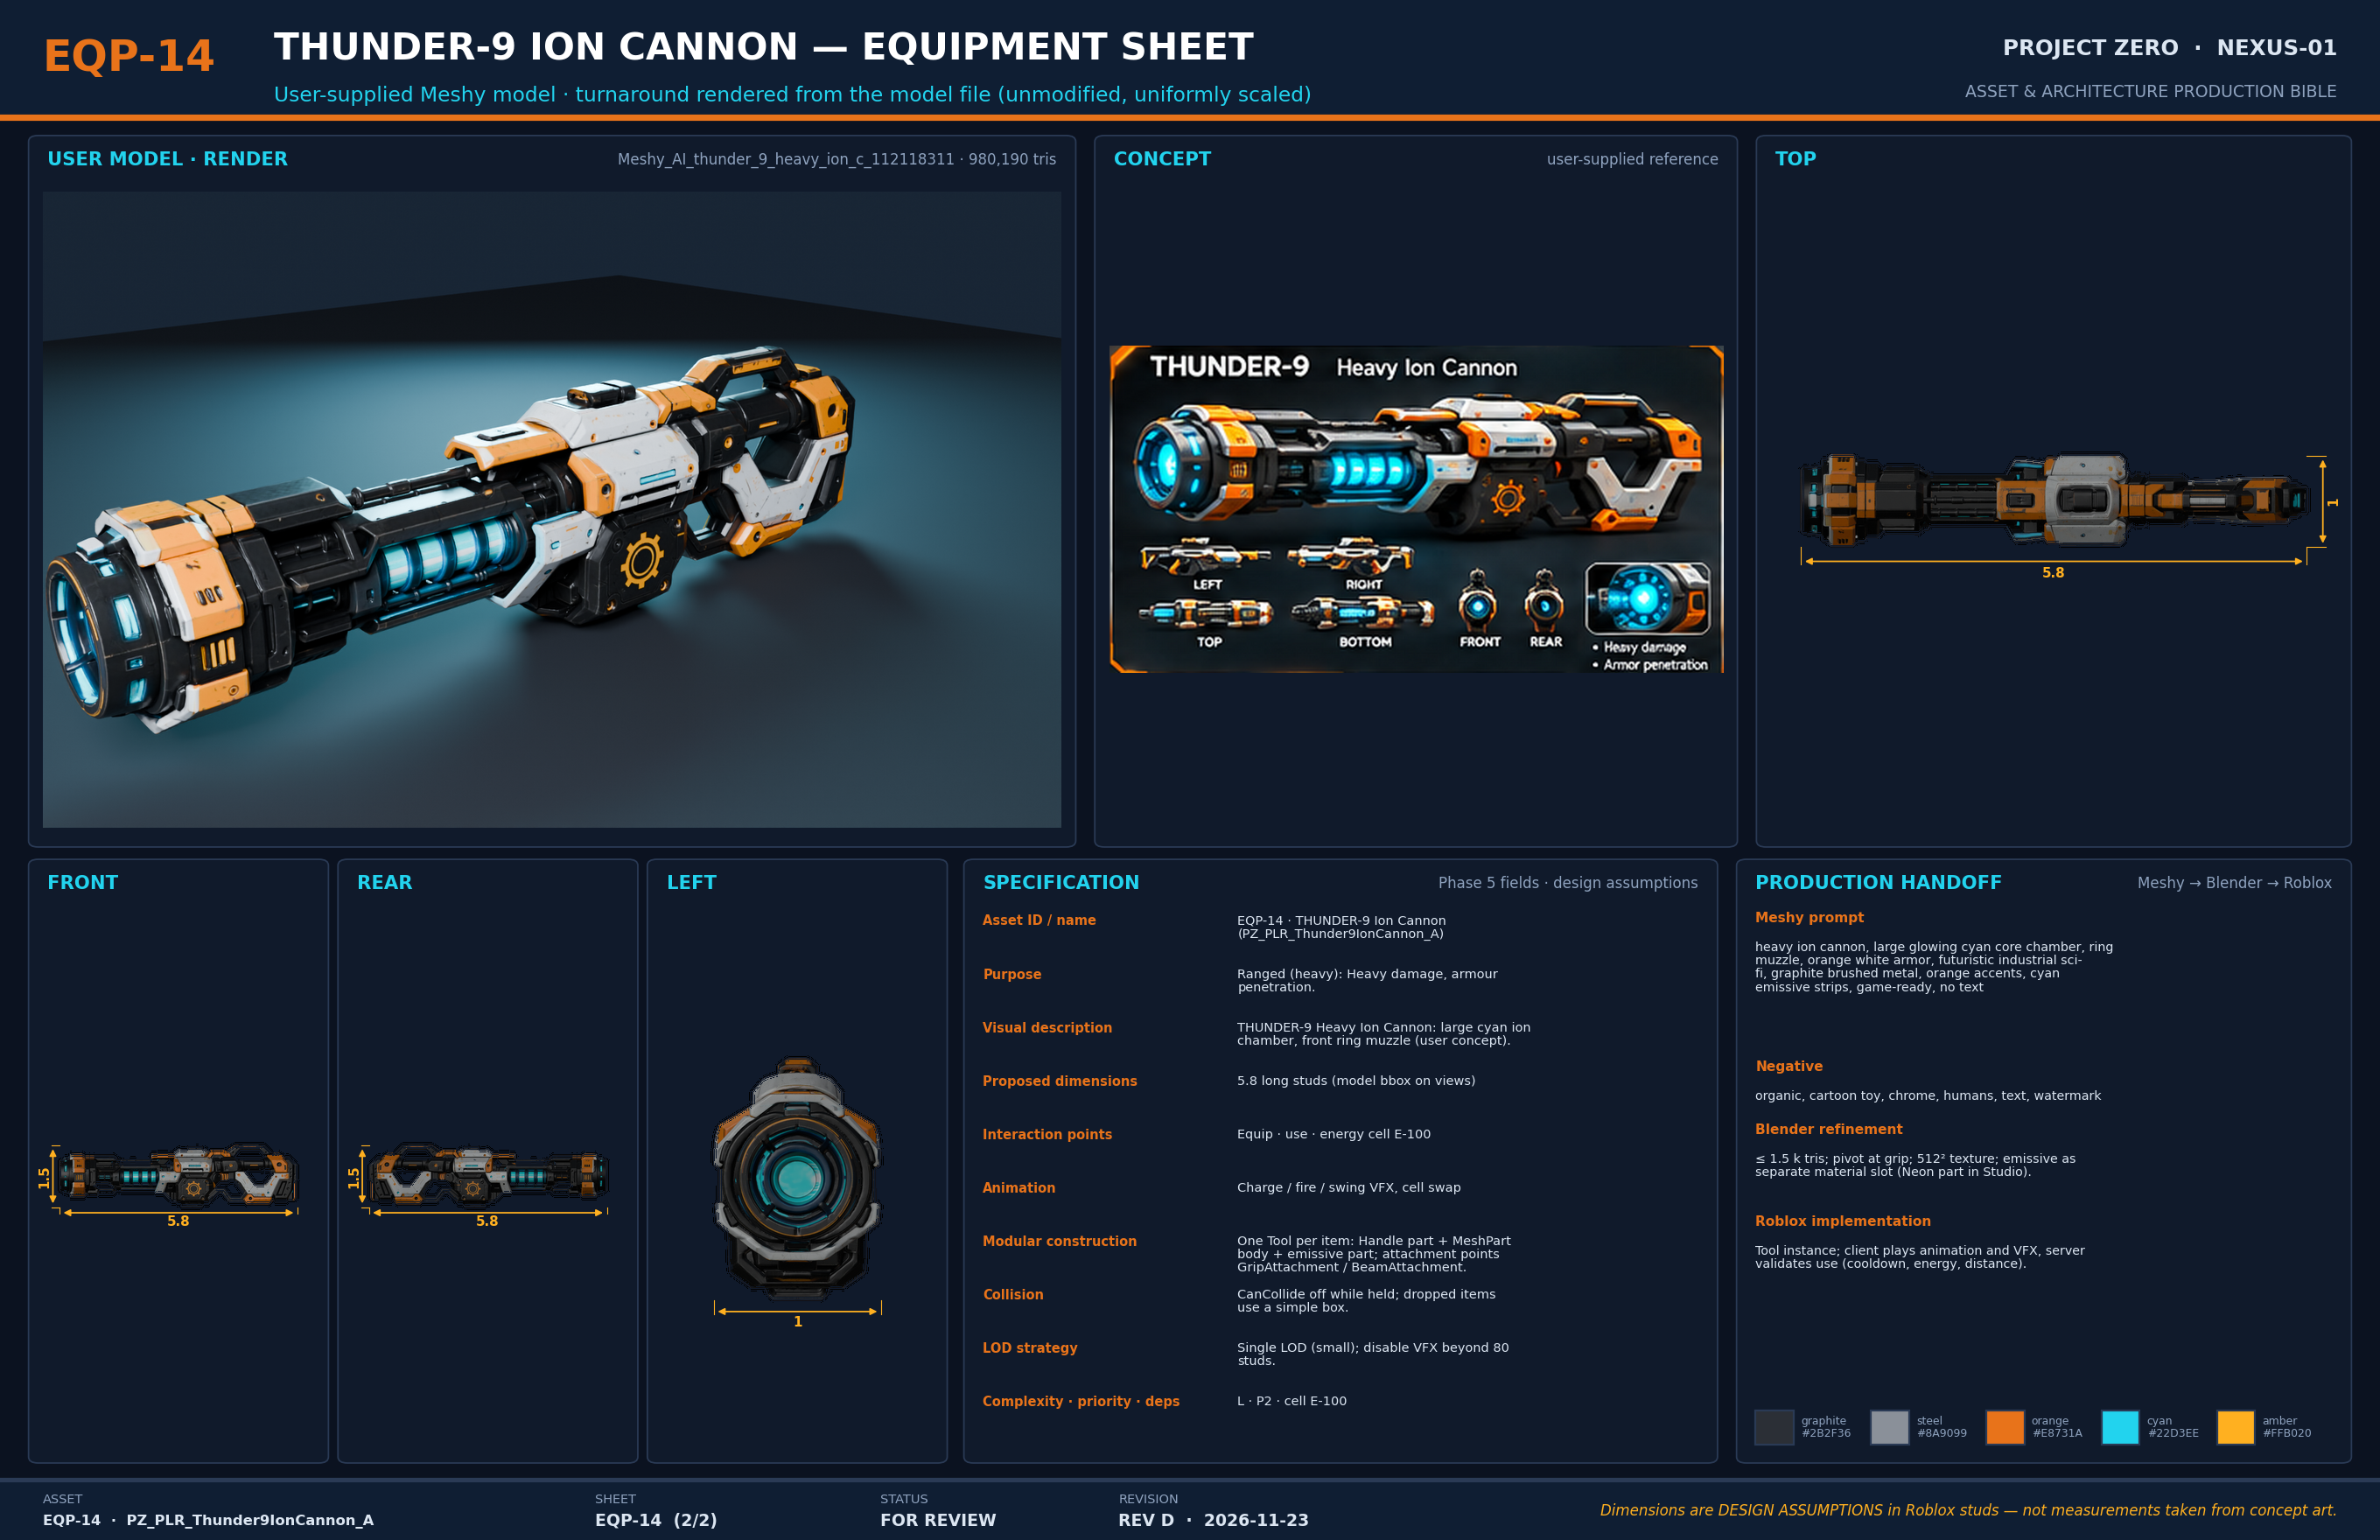 EQP-14
THUNDER-9 ION CANNON — EQUIPMENT SHEET
User-supplied Meshy model · turnaround rendered from the model file (unmodified, uniformly scaled)
PROJECT ZERO · NEXUS-01
ASSET & ARCHITECTURE PRODUCTION BIBLE
USER MODEL · RENDER
Meshy_AI_thunder_9_heavy_ion_c_112118311 · 980,190 tris
CONCEPT
user-supplied reference
THUNDER-9 Heavy Ion Cannon
LEFT
RIGHT
TOP
BOTTOM
FRONT
REAR
• Heavy damage
• Armor penetration
TOP
1
5.8
FRONT
1.5
5.8
REAR
1.5
5.8
LEFT
1
SPECIFICATION
Phase 5 fields · design assumptions
Asset ID / name
EQP-14 · THUNDER-9 Ion Cannon
(PZ_PLR_Thunder9IonCannon_A)
Purpose
Ranged (heavy): Heavy damage, armour
penetration.
Visual description
THUNDER-9 Heavy Ion Cannon: large cyan ion
chamber, front ring muzzle (user concept).
Proposed dimensions
5.8 long studs (model bbox on views)
Interaction points
Equip · use · energy cell E-100
Animation
Charge / fire / swing VFX, cell swap
Modular construction
One Tool per item: Handle part + MeshPart
body + emissive part; attachment points
GripAttachment / BeamAttachment.
Collision
CanCollide off while held; dropped items
use a simple box.
LOD strategy
Single LOD (small); disable VFX beyond 80
studs.
Complexity · priority · deps
L · P2 · cell E-100
PRODUCTION HANDOFF
Meshy → Blender → Roblox
Meshy prompt
heavy ion cannon, large glowing cyan core chamber, ring
muzzle, orange white armor, futuristic industrial sci-
fi, graphite brushed metal, orange accents, cyan
emissive strips, game-ready, no text
Negative
organic, cartoon toy, chrome, humans, text, watermark
Blender refinement
≤ 1.5 k tris; pivot at grip; 512² texture; emissive as
separate material slot (Neon part in Studio).
Roblox implementation
Tool instance; client plays animation and VFX, server
validates use (cooldown, energy, distance).
graphite
#2B2F36
steel
#8A9099
orange
#E8731A
cyan
#22D3EE
amber
#FFB020
ASSET
EQP-14 · PZ_PLR_Thunder9IonCannon_A
SHEET
EQP-14 (2/2)
STATUS
FOR REVIEW
REVISION
REV D · 2026-11-23
Dimensions are DESIGN ASSUMPTIONS in Roblox studs — not measurements taken from concept art.